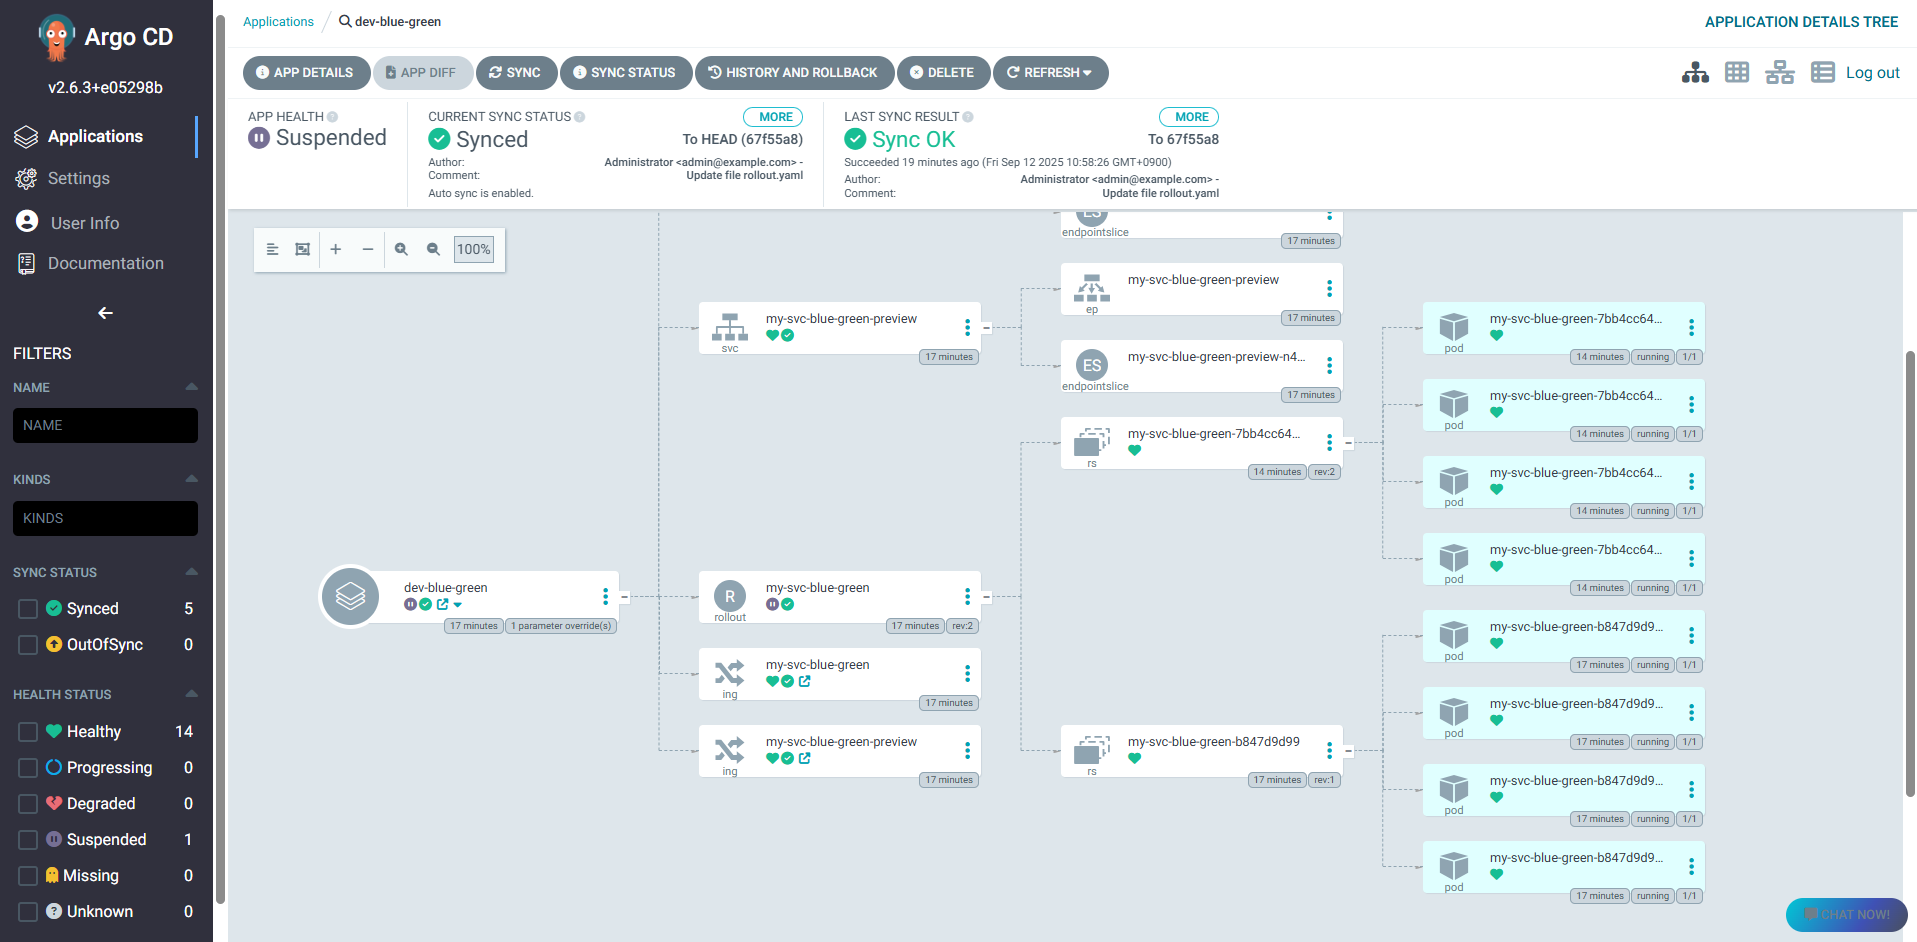 Argo CD
v2.6.3+e05298b
Applications
Settings
User Info
Documentation
FILTERS
NAME
NAME
KINDS
KINDS
SYNC STATUS
Synced 5
OutOfSync 0
HEALTH STATUS
Healthy 14
Progressing 0
Degraded 0
Suspended 1
Missing 0
Unknown 0
Applications / dev-blue-green
APPLICATION DETAILS TREE
APP DETAILS
APP DIFF
SYNC
SYNC STATUS
HISTORY AND ROLLBACK
DELETE
REFRESH
Log out
APP HEALTH
Suspended
CURRENT SYNC STATUS
MORE
Synced
To HEAD (67f55a8)
Author: Administrator <admin@example.com> -
Comment: Update file rollout.yaml
Auto sync is enabled.
LAST SYNC RESULT
MORE
Sync OK
To 67f55a8
Succeeded 19 minutes ago (Fri Sep 12 2025 10:58:26 GMT+0900)
Author: Administrator <admin@example.com> -
Comment: Update file rollout.yaml
100%
dev-blue-green
17 minutes 1 parameter override(s)
my-svc-blue-green-preview
svc
17 minutes
R
my-svc-blue-green
rollout
17 minutes rev:2
my-svc-blue-green
ing
17 minutes
my-svc-blue-green-preview
ing
17 minutes
ES
endpointslice
17 minutes
my-svc-blue-green-preview
ep
17 minutes
ES
my-svc-blue-green-preview-n4...
endpointslice
17 minutes
my-svc-blue-green-7bb4cc64...
rs
14 minutes rev:2
my-svc-blue-green-b847d9d99
rs
17 minutes rev:1
my-svc-blue-green-7bb4cc64...
pod
14 minutes running 1/1
my-svc-blue-green-7bb4cc64...
pod
14 minutes running 1/1
my-svc-blue-green-7bb4cc64...
pod
14 minutes running 1/1
my-svc-blue-green-7bb4cc64...
pod
14 minutes running 1/1
my-svc-blue-green-b847d9d9...
pod
17 minutes running 1/1
my-svc-blue-green-b847d9d9...
pod
17 minutes running 1/1
my-svc-blue-green-b847d9d9...
pod
17 minutes running 1/1
my-svc-blue-green-b847d9d9...
pod
17 minutes running 1/1
CHAT NOW!